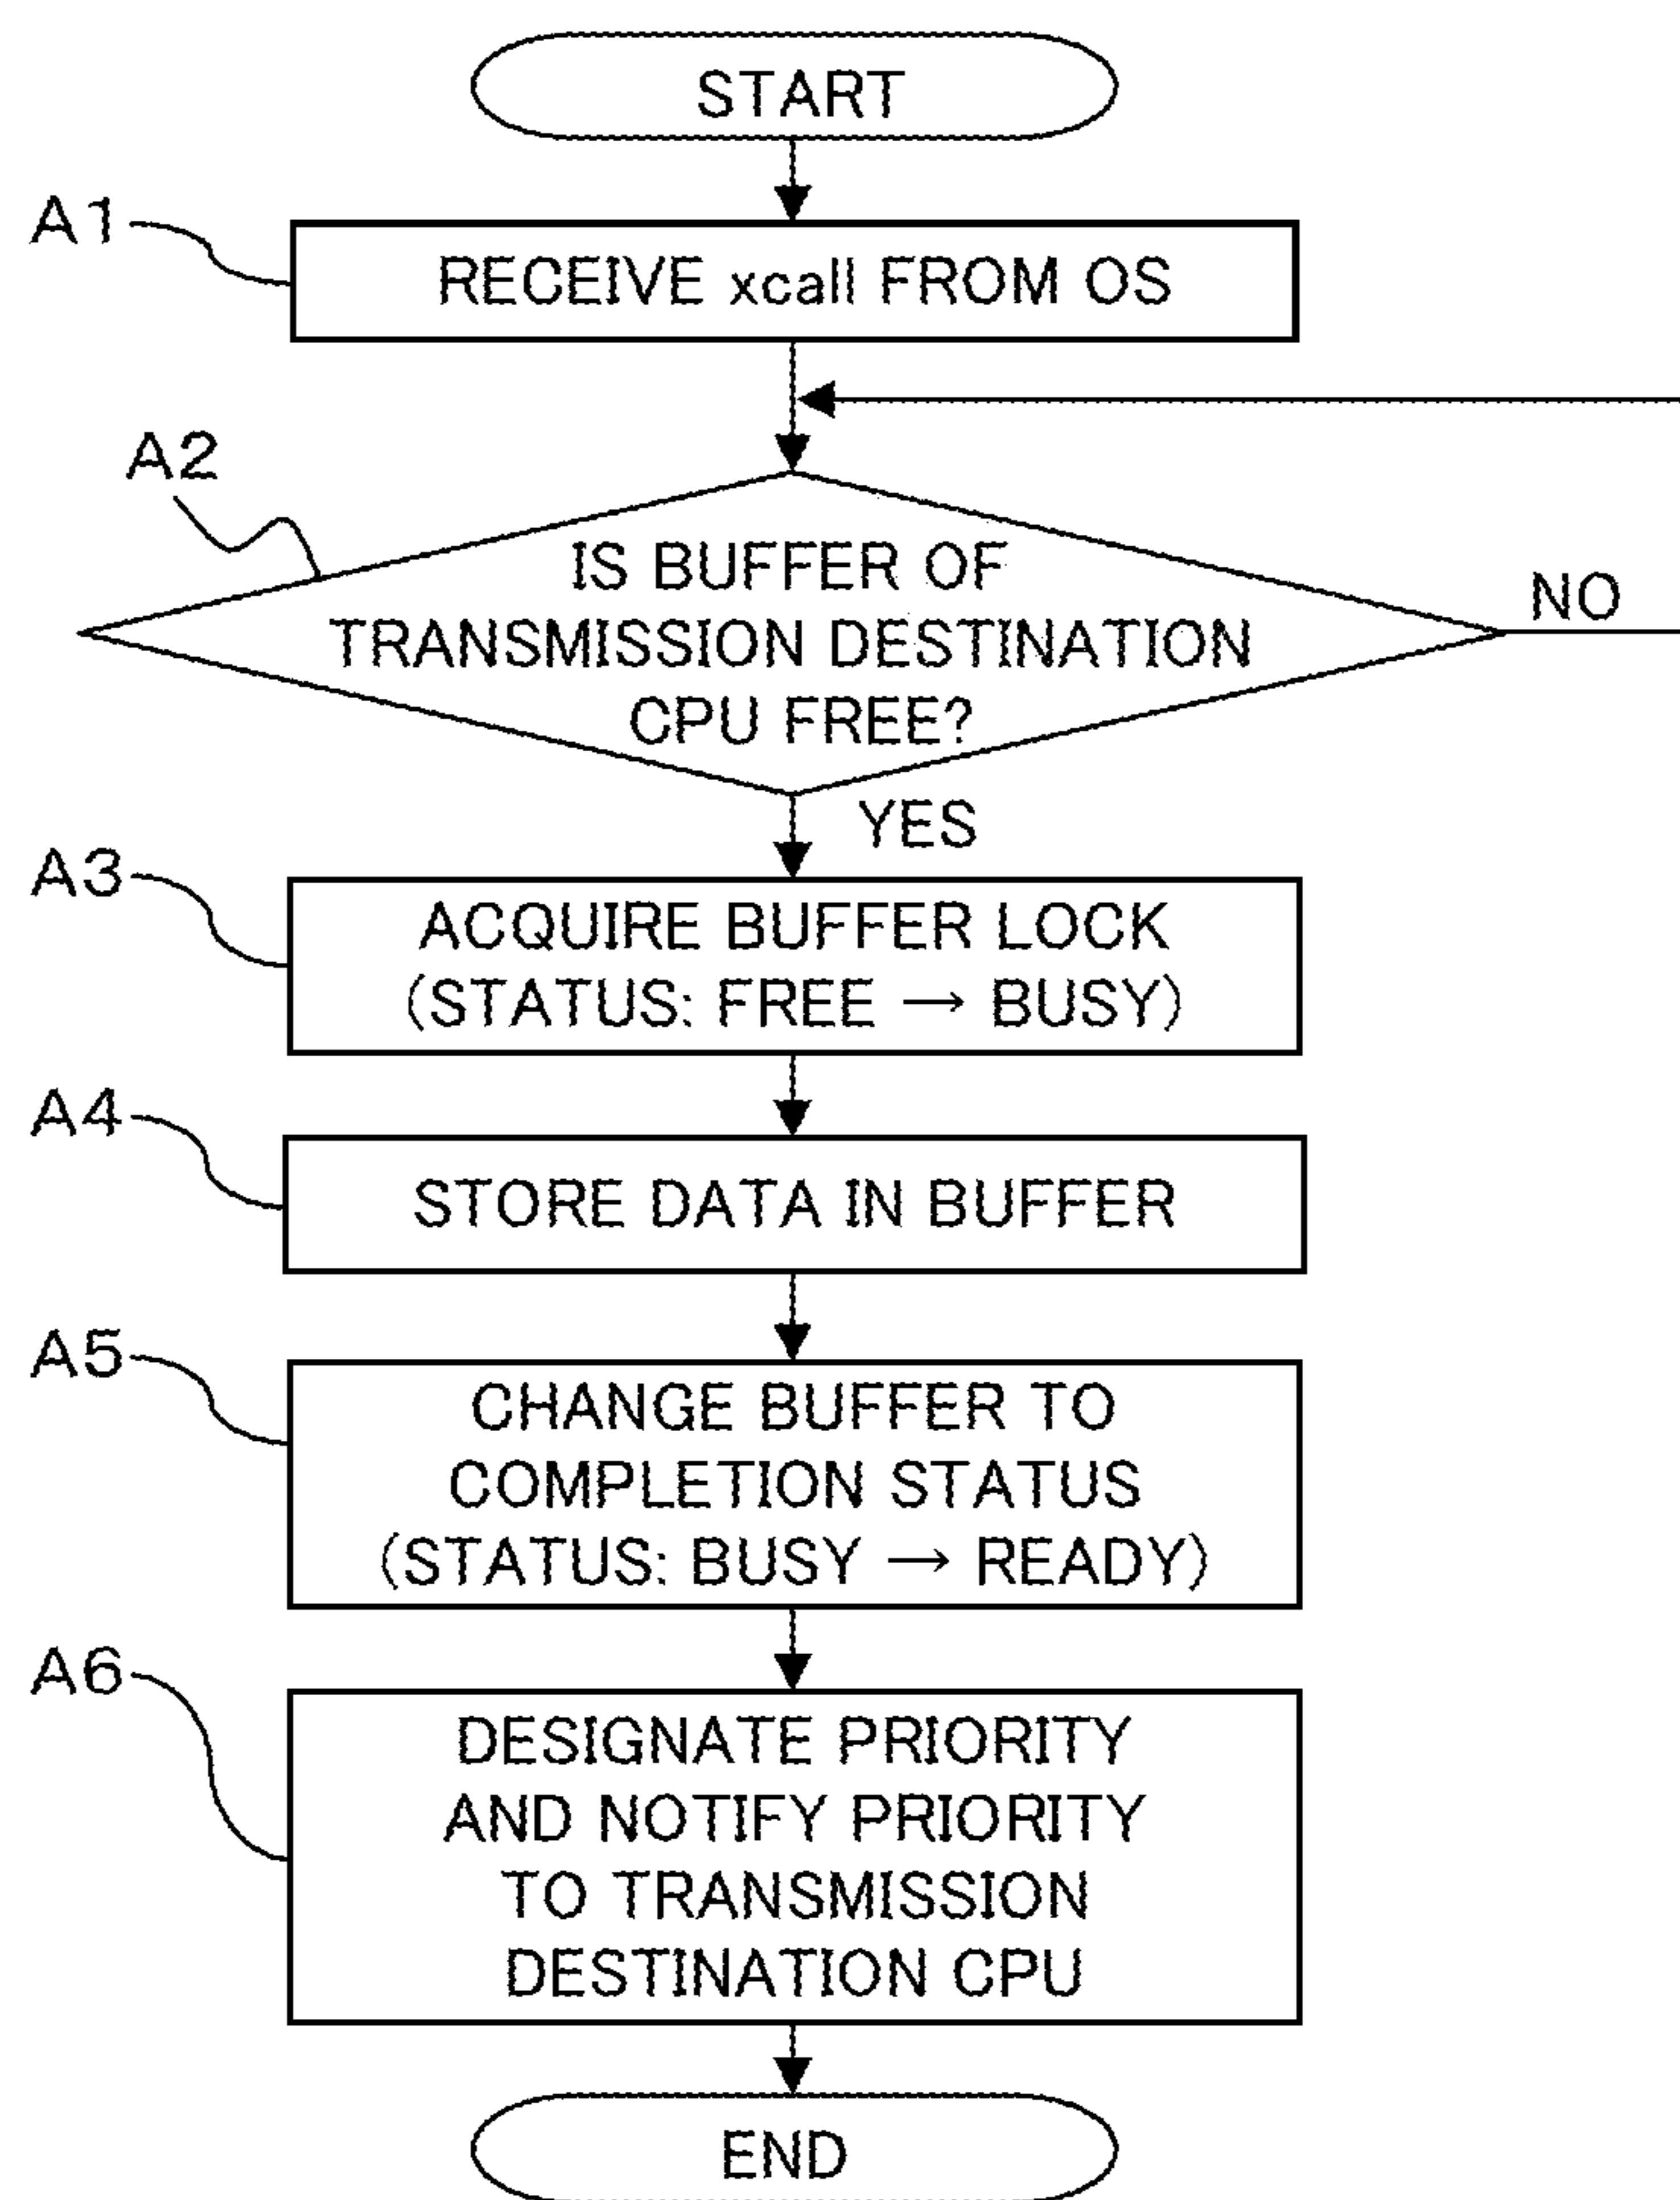 START
A1
RECEIVE xcall FROM OS
A2
IS BUFFER OF
TRANSMISSION DESTINATION
CPU FREE?
NO
YES
A3
ACQUIRE BUFFER LOCK
(STATUS: FREE → BUSY)
A4
STORE DATA IN BUFFER
A5
CHANGE BUFFER TO
COMPLETION STATUS
(STATUS: BUSY → READY)
A6
DESIGNATE PRIORITY
AND NOTIFY PRIORITY
TO TRANSMISSION
DESTINATION CPU
END